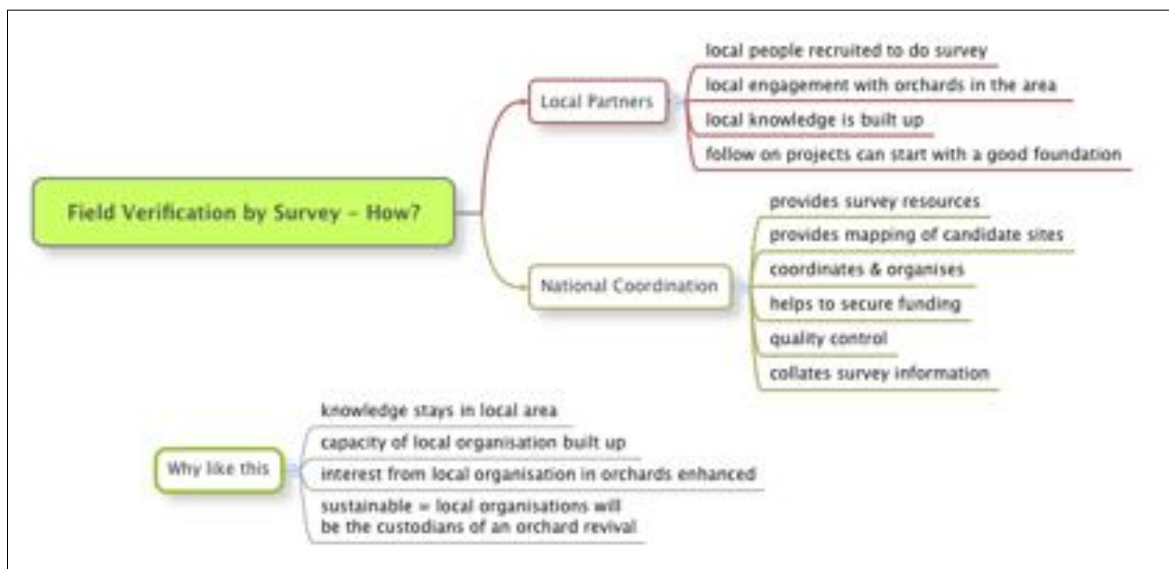 Field Verification by Survey - How?
Local Partners
local people recruited to do survey
local engagement with orchards in the area
local knowledge is built up
follow on projects can start with a good foundation
National Coordination
provides survey resources
provides mapping of candidate sites
coordinates & organises
helps to secure funding
quality control
collates survey information
Why like this
knowledge stays in local area
capacity of local organisation built up
interest from local organisation in orchards enhanced
sustainable = local organisations will
be the custodians of an orchard revival